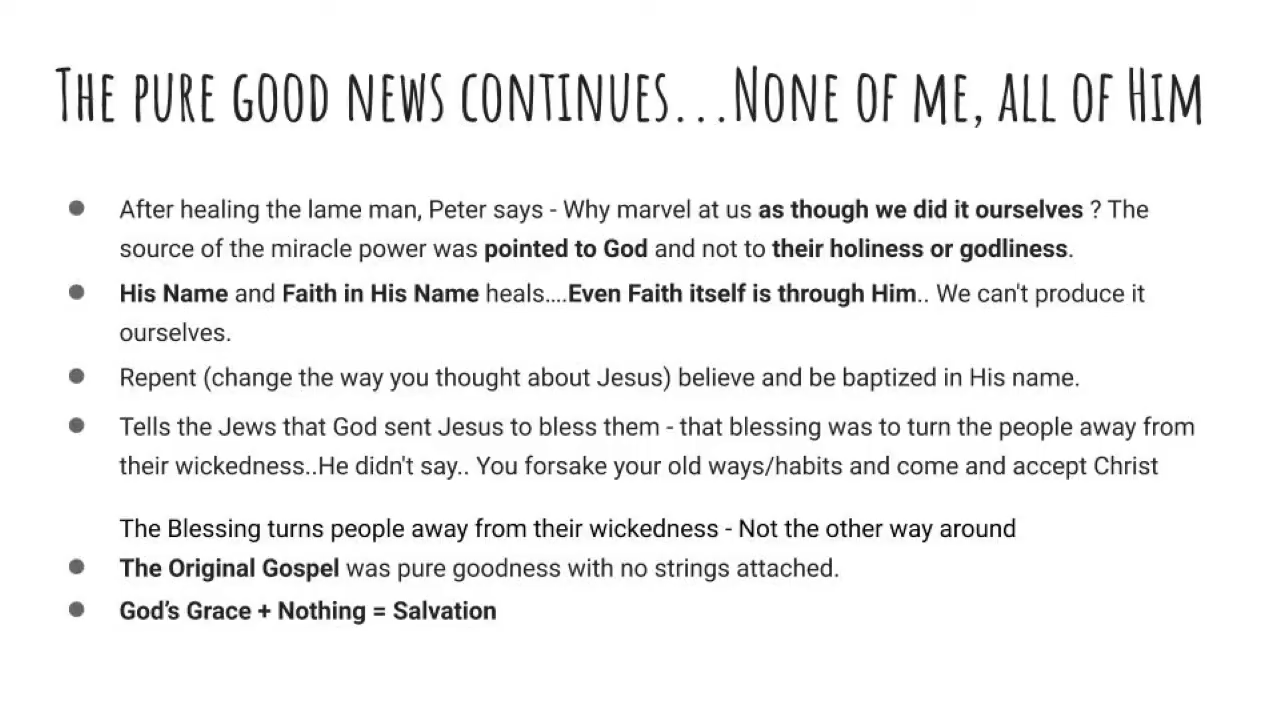 The pure good news continues...None of me, all of Him
● After healing the lame man, Peter says - Why marvel at us as though we did it ourselves ? The
source of the miracle power was pointed to God and not to their holiness or godliness.
● His Name and Faith in His Name heals....Even Faith itself is through Him.. We can't produce it
ourselves.
● Repent (change the way you thought about Jesus) believe and be baptized in His name.
● Tells the Jews that God sent Jesus to bless them - that blessing was to turn the people away from
their wickedness..He didn't say.. You forsake your old ways/habits and come and accept Christ
The Blessing turns people away from their wickedness - Not the other way around
● The Original Gospel was pure goodness with no strings attached.
● God’s Grace + Nothing = Salvation